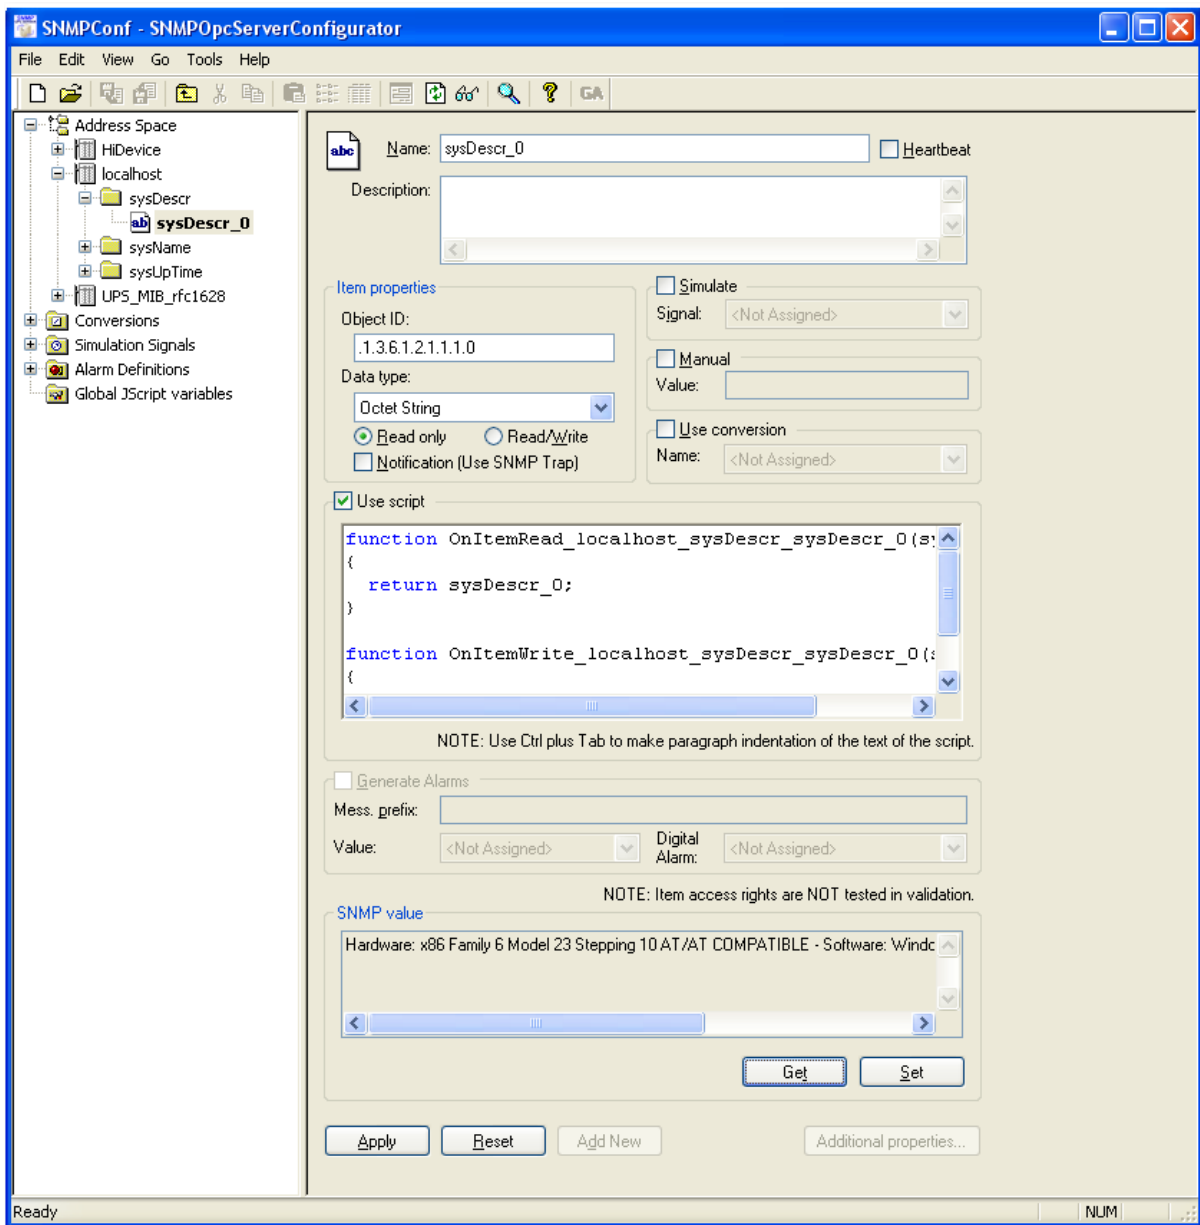 SNMPConf - SNMPOpcServerConfigurator
File Edit View Go Tools Help
GA
Address Space
HiDevice
localhost
sysDescr
ab sysDescr_0
sysName
sysUpTime
UPS_MIB_rfc1628
Conversions
Simulation Signals
Alarm Definitions
Global JScript variables
abc Name: sysDescr_0 Heartbeat
Description:
Item properties
Object ID:
.1.3.6.1.2.1.1.1.0
Data type:
Octet String
Read only Read/Write
Notification (Use SNMP Trap)
Simulate
Signal: <Not Assigned>
Manual
Value:
Use conversion
Name: <Not Assigned>
Use script
function OnItemRead_localhost_sysDescr_sysDescr_0(sy
{
return sysDescr_0;
}
function OnItemWrite_localhost_sysDescr_sysDescr_0(s
{
NOTE: Use Ctrl plus Tab to make paragraph indentation of the text of the script.
Generate Alarms
Mess. prefix:
Value: <Not Assigned> Digital Alarm: <Not Assigned>
NOTE: Item access rights are NOT tested in validation.
SNMP value
Hardware: x86 Family 6 Model 23 Stepping 10 AT/AT COMPATIBLE - Software: Windo
Get Set
Apply Reset Add New Additional properties...
Ready NUM